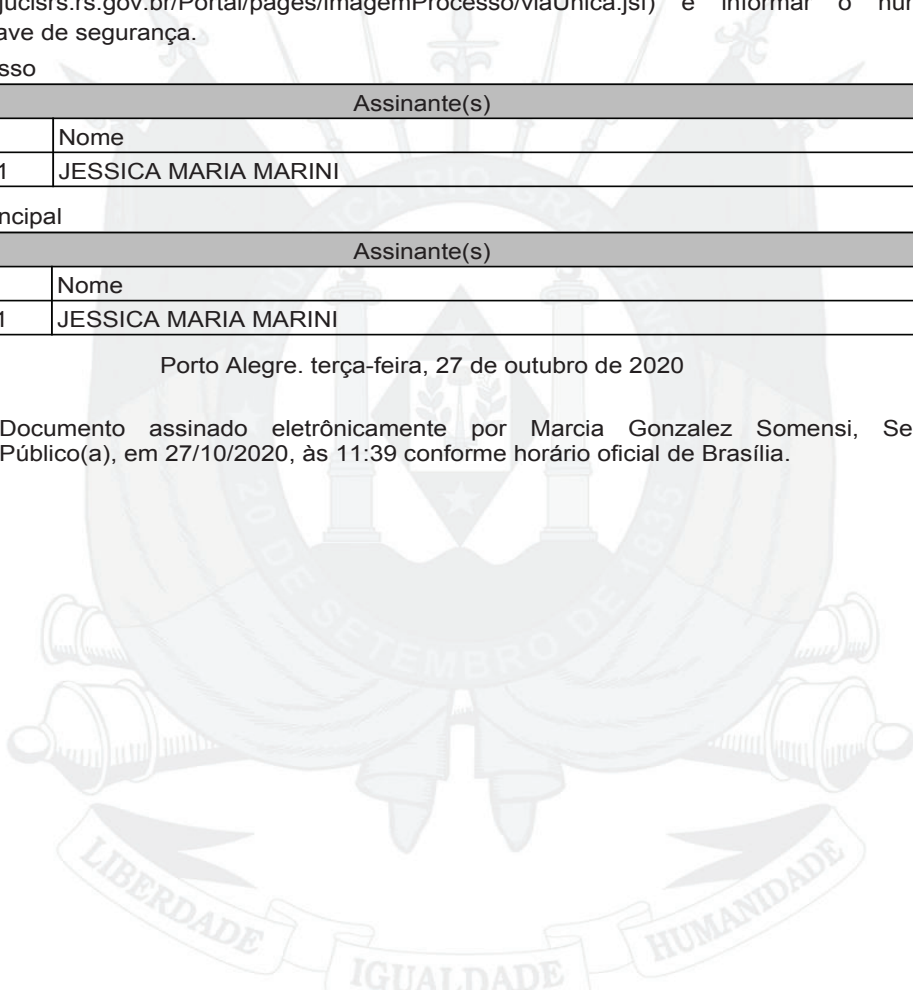 jucisrs.rs.gov.br/Portal/pages/imagemProcesso/viaUnica.jsf) e informar o nú
ave de segurança.
sso
Assinante(s)
Nome
1 JESSICA MARIA MARINI
ncipal
Assinante(s)
Nome
1 JESSICA MARIA MARINI
Porto Alegre. terça-feira, 27 de outubro de 2020
Documento assinado eletrônicamente por Marcia Gonzalez Somensi, Se
Público(a), em 27/10/2020, às 11:39 conforme horário oficial de Brasília.
REPÚBLICA RIO GRANDENSE
20 DE SETEMBRO DE 1835
LIBERDADE
IGUALDADE
HUMANIDADE